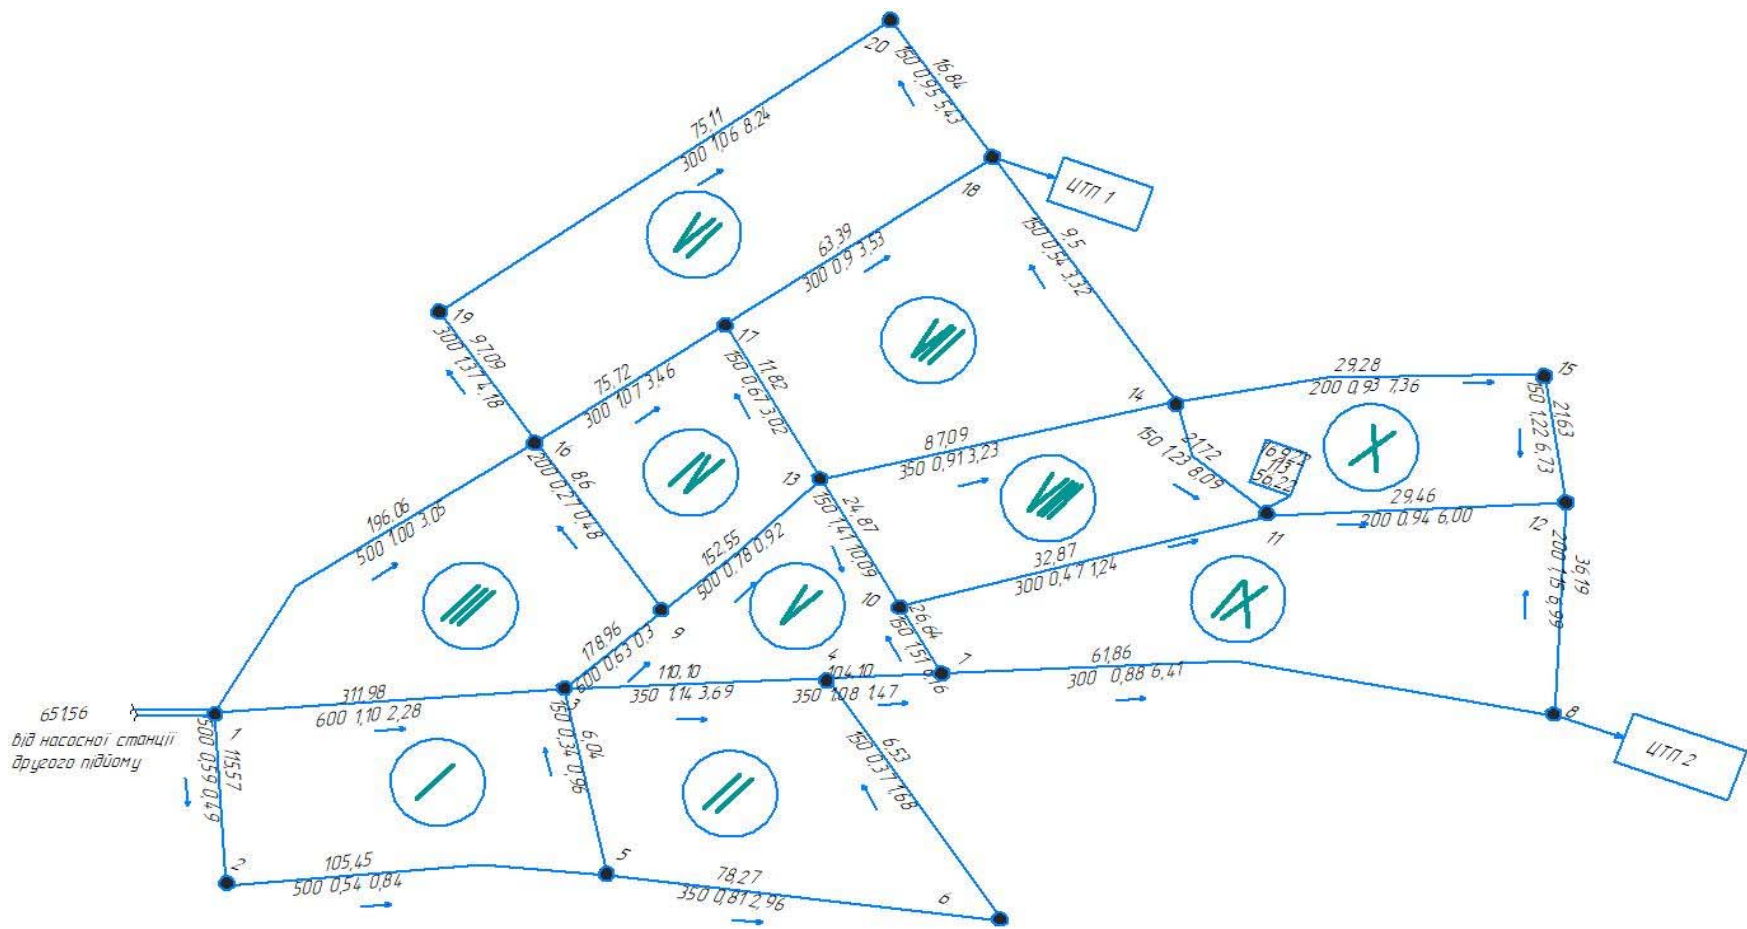 20
16,84
150 0,95 5,43
75,11
300 1,06 8,24
18
ЦТП 1
63,39
300 0,9 3,53
9,5
150 0,54 3,32
VI
19
97,09
300 1,37 4,18
17
11,82
150 0,67 3,02
75,72
300 1,07 3,46
VII
14
29,28
200 0,93 7,36
15
21,63
150 1,22 6,73
16
8,6
200 0,27 0,48
IV
13
87,09
350 0,91 3,23
21,72
150 1,23 8,09
169,23
113
56,22
X
196,06
500 1,00 3,05
24,87
150 1,41 10,09
VIII
29,46
200 0,94 6,00
12
11
152,55
500 0,78 0,92
32,87
300 0,47 1,24
36,19
200 1,15 6,99
III
V
10
IX
9
26,64
150 1,51 9,16
178,96
600 0,63 0,3
4
7
61,86
300 0,88 6,41
110,10
350 1,14 3,69
104,10
350 1,08 1,47
3
311,98
600 1,10 2,28
8
651,56
від насосної станції
другого підйому
1
115,57
500 0,59 0,49
6,04
150 0,34 0,96
6,53
150 0,37 1,68
ЦТП 2
I
II
2
105,45
500 0,54 0,84
5
78,27
350 0,81 2,96
6